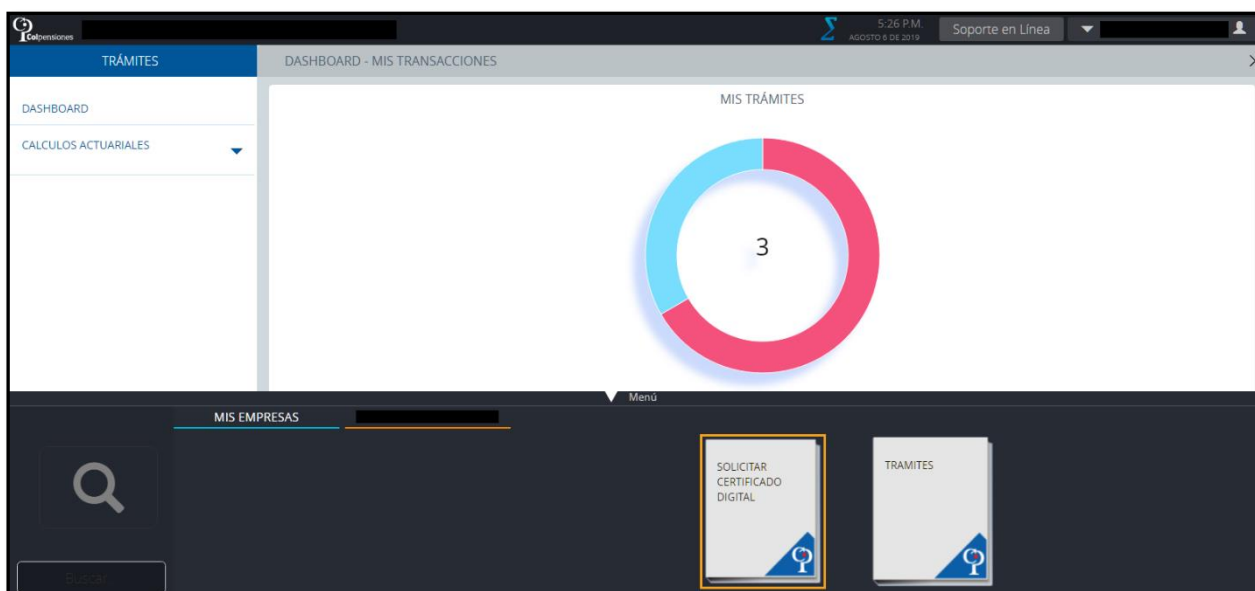 Colpensiones
5:26 P.M.
AGOSTO 6 DE 2019
Soporte en Línea
TRÁMITES
DASHBOARD - MIS TRANSACCIONES
DASHBOARD
CALCULOS ACTUARIALES
MIS TRÁMITES
3
Menú
MIS EMPRESAS
SOLICITAR
CERTIFICADO
DIGITAL
TRAMITES
Buscar